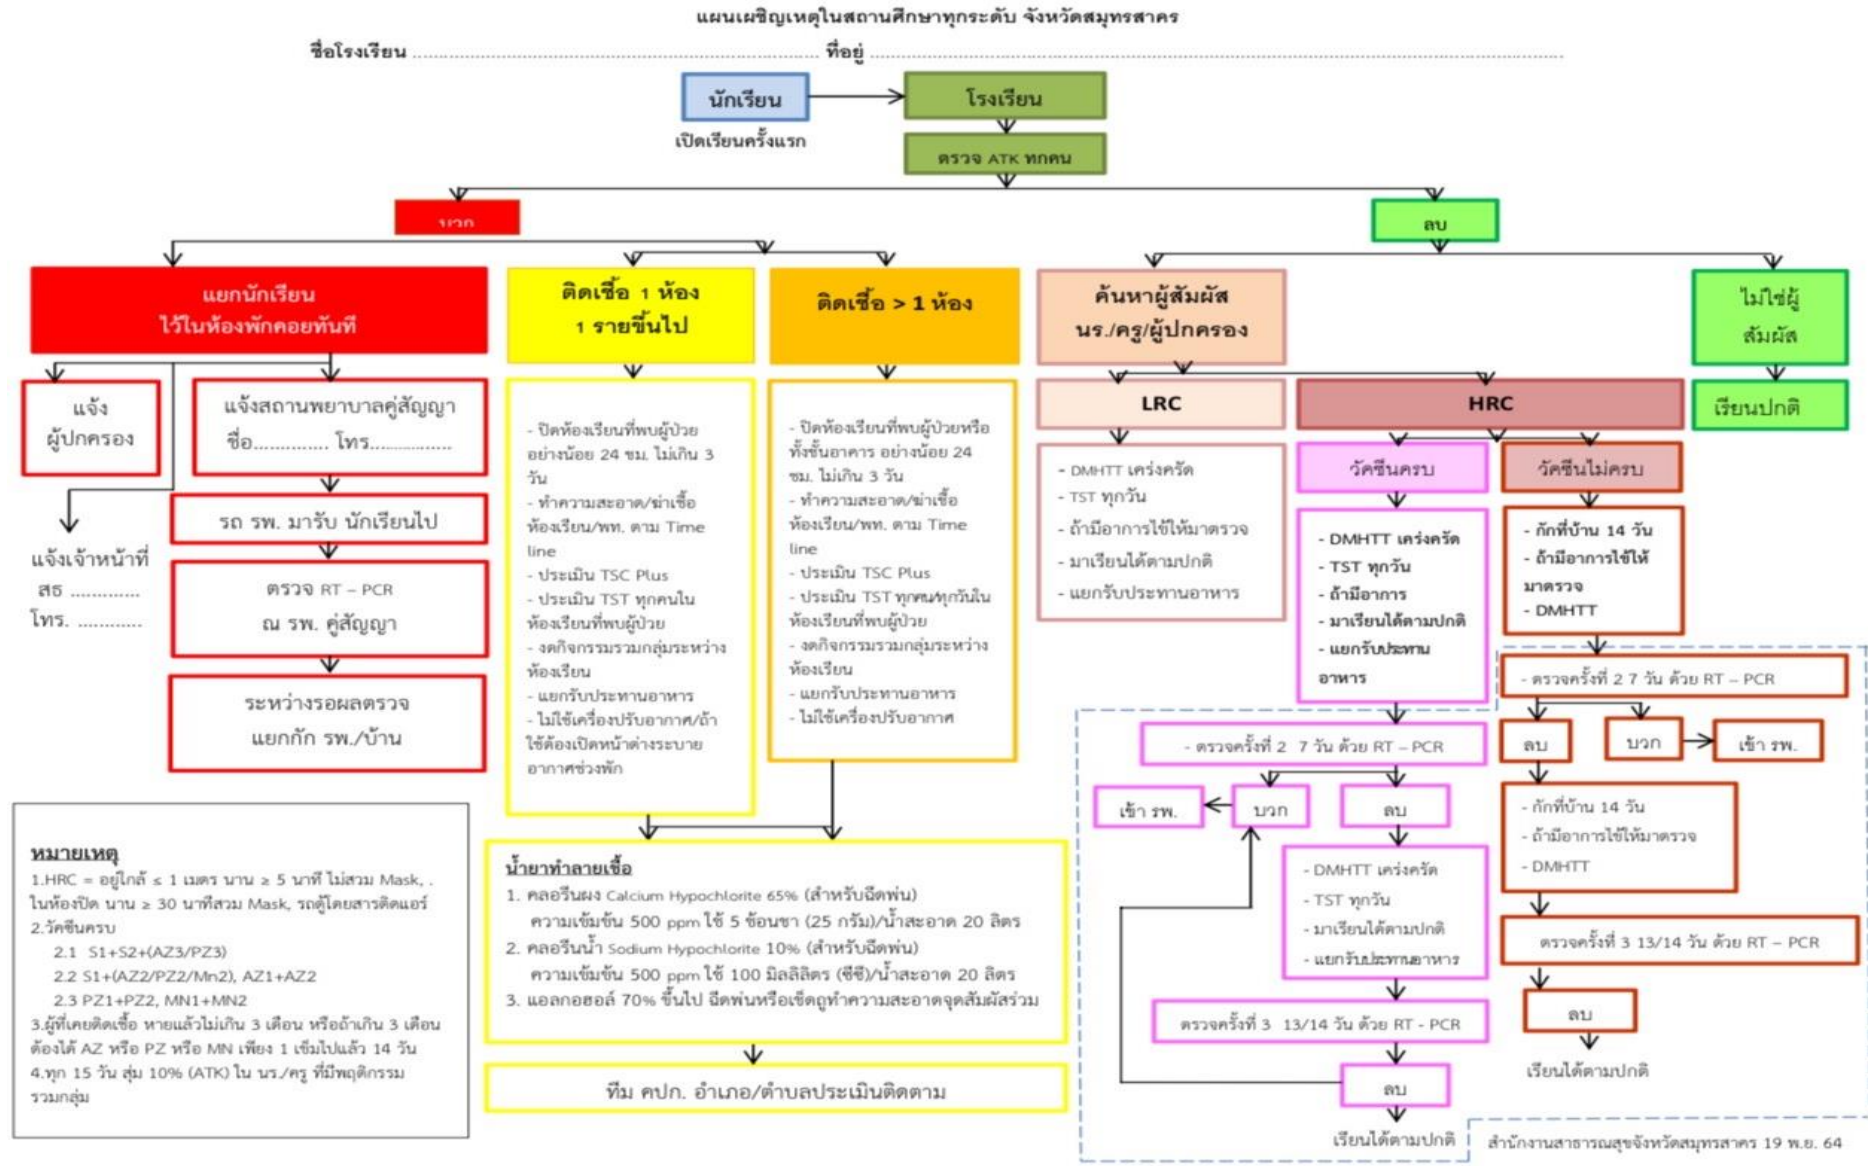 แผนเผชิญเหตุในสถานศึกษาทุกระดับ จังหวัดสมุทรสาคร
ชื่อโรงเรียน ........................................ ที่อยู่ ........................................
นักเรียน
โรงเรียน
เปิดเรียนครั้งแรก
ตรวจ ATK ทุกคน
บวก
ลบ
แยกนักเรียน
ไว้ในห้องพักคอยทันที
แจ้ง
ผู้ปกครอง
แจ้งเจ้าหน้าที่
สธ .............
โทร. ............
แจ้งสถานพยาบาลคู่สัญญา
ชื่อ.............. โทร................
รถ รพ. มารับ นักเรียนไป
ตรวจ RT – PCR
ณ รพ. คู่สัญญา
ระหว่างรอผลตรวจ
แยกกัก รพ./บ้าน
ติดเชื้อ 1 ห้อง
1 รายขึ้นไป
- ปิดห้องเรียนที่พบผู้ป่วย
อย่างน้อย 24 ชม. ไม่เกิน 3
วัน
- ทำความสะอาด/ฆ่าเชื้อ
ห้องเรียน/พท. ตาม Time
line
- ประเมิน TSC Plus
- ประเมิน TST ทุกคนใน
ห้องเรียนที่พบผู้ป่วย
- งดกิจกรรมรวมกลุ่มระหว่าง
ห้องเรียน
- แยกรับประทานอาหาร
- ไม่ใช้เครื่องปรับอากาศ/ถ้า
ใช้ต้องเปิดหน้าต่างระบาย
อากาศช่วงพัก
ติดเชื้อ > 1 ห้อง
- ปิดห้องเรียนที่พบผู้ป่วยหรือ
ทั้งชั้นอาคาร อย่างน้อย 24
ชม. ไม่เกิน 3 วัน
- ทำความสะอาด/ฆ่าเชื้อ
ห้องเรียน/พท. ตาม Time
line
- ประเมิน TSC Plus
- ประเมิน TST ทุกคน/ทุกวันใน
ห้องเรียนที่พบผู้ป่วย
- งดกิจกรรมรวมกลุ่มระหว่าง
ห้องเรียน
- แยกรับประทานอาหาร
- ไม่ใช้เครื่องปรับอากาศ
น้ำยาทำลายเชื้อ
1. คลอรีนผง Calcium Hypochlorite 65% (สำหรับฉีดพ่น)
ความเข้มข้น 500 ppm ใช้ 5 ช้อนชา (25 กรัม)/น้ำสะอาด 20 ลิตร
2. คลอรีนน้ำ Sodium Hypochlorite 10% (สำหรับฉีดพ่น)
ความเข้มข้น 500 ppm ใช้ 100 มิลลิลิตร (ซีซี)/น้ำสะอาด 20 ลิตร
3. แอลกอฮอล์ 70% ขึ้นไป ฉีดพ่นหรือเช็ดถูทำความสะอาดจุดสัมผัสร่วม
ทีม คปก. อำเภอ/ตำบลประเมินติดตาม
หมายเหตุ
1.HRC = อยู่ใกล้ ≤ 1 เมตร นาน ≥ 5 นาที ไม่สวม Mask, .
ในห้องปิด นาน ≥ 30 นาทีสวม Mask, รถตู้โดยสารติดแอร์
2.วัคซีนครบ
2.1 S1+S2+(AZ3/PZ3)
2.2 S1+(AZ2/PZ2/Mn2), AZ1+AZ2
2.3 PZ1+PZ2, MN1+MN2
3.ผู้ที่เคยติดเชื้อ หายแล้วไม่เกิน 3 เดือน หรือถ้าเกิน 3 เดือน
ต้องได้ AZ หรือ PZ หรือ MN เพียง 1 เข็มไปแล้ว 14 วัน
4.ทุก 15 วัน สุ่ม 10% (ATK) ใน นร./ครู ที่มีพฤติกรรม
รวมกลุ่ม
ค้นหาผู้สัมผัส
นร./ครู/ผู้ปกครอง
LRC
- DMHTT เคร่งครัด
- TST ทุกวัน
- ถ้ามีอาการใช้ให้มาตรวจ
- มาเรียนได้ตามปกติ
- แยกรับประทานอาหาร
HRC
วัคซีนครบ
- DMHTT เคร่งครัด
- TST ทุกวัน
- ถ้ามีอาการ
- มาเรียนได้ตามปกติ
- แยกรับประทาน
อาหาร
- ตรวจครั้งที่ 2 7 วัน ด้วย RT – PCR
เข้า รพ.
บวก
ลบ
- DMHTT เคร่งครัด
- TST ทุกวัน
- มาเรียนได้ตามปกติ
- แยกรับประทานอาหาร
ตรวจครั้งที่ 3 13/14 วัน ด้วย RT - PCR
ลบ
เรียนได้ตามปกติ
วัคซีนไม่ครบ
- กักที่บ้าน 14 วัน
- ถ้ามีอาการใช้ให้
มาตรวจ
- DMHTT
- ตรวจครั้งที่ 2 7 วัน ด้วย RT – PCR
ลบ
บวก
เข้า รพ.
- กักที่บ้าน 14 วัน
- ถ้ามีอาการใช้ให้มาตรวจ
- DMHTT
ตรวจครั้งที่ 3 13/14 วัน ด้วย RT – PCR
ลบ
เรียนได้ตามปกติ
ไม่ใช่ผู้
สัมผัส
เรียนปกติ
สำนักงานสาธารณสุขจังหวัดสมุทรสาคร 19 พ.ย. 64